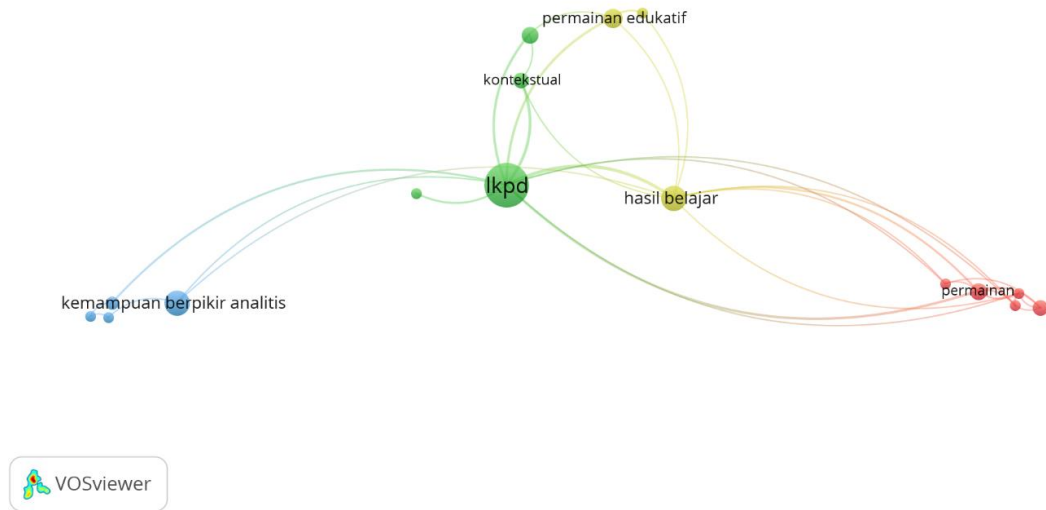 permainan edukatif
kontekstual
lkpd
hasil belajar
kemampuan berpikir analitis
permainan
VOSviewer